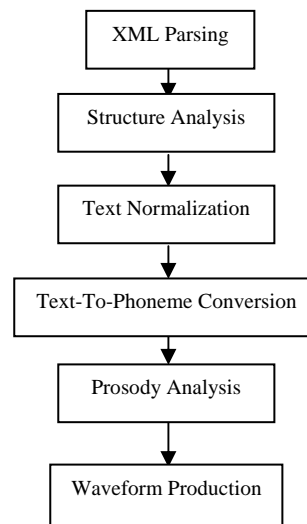 XML Parsing
Structure Analysis
Text Normalization
Text-To-Phoneme Conversion
Prosody Analysis
Waveform Production